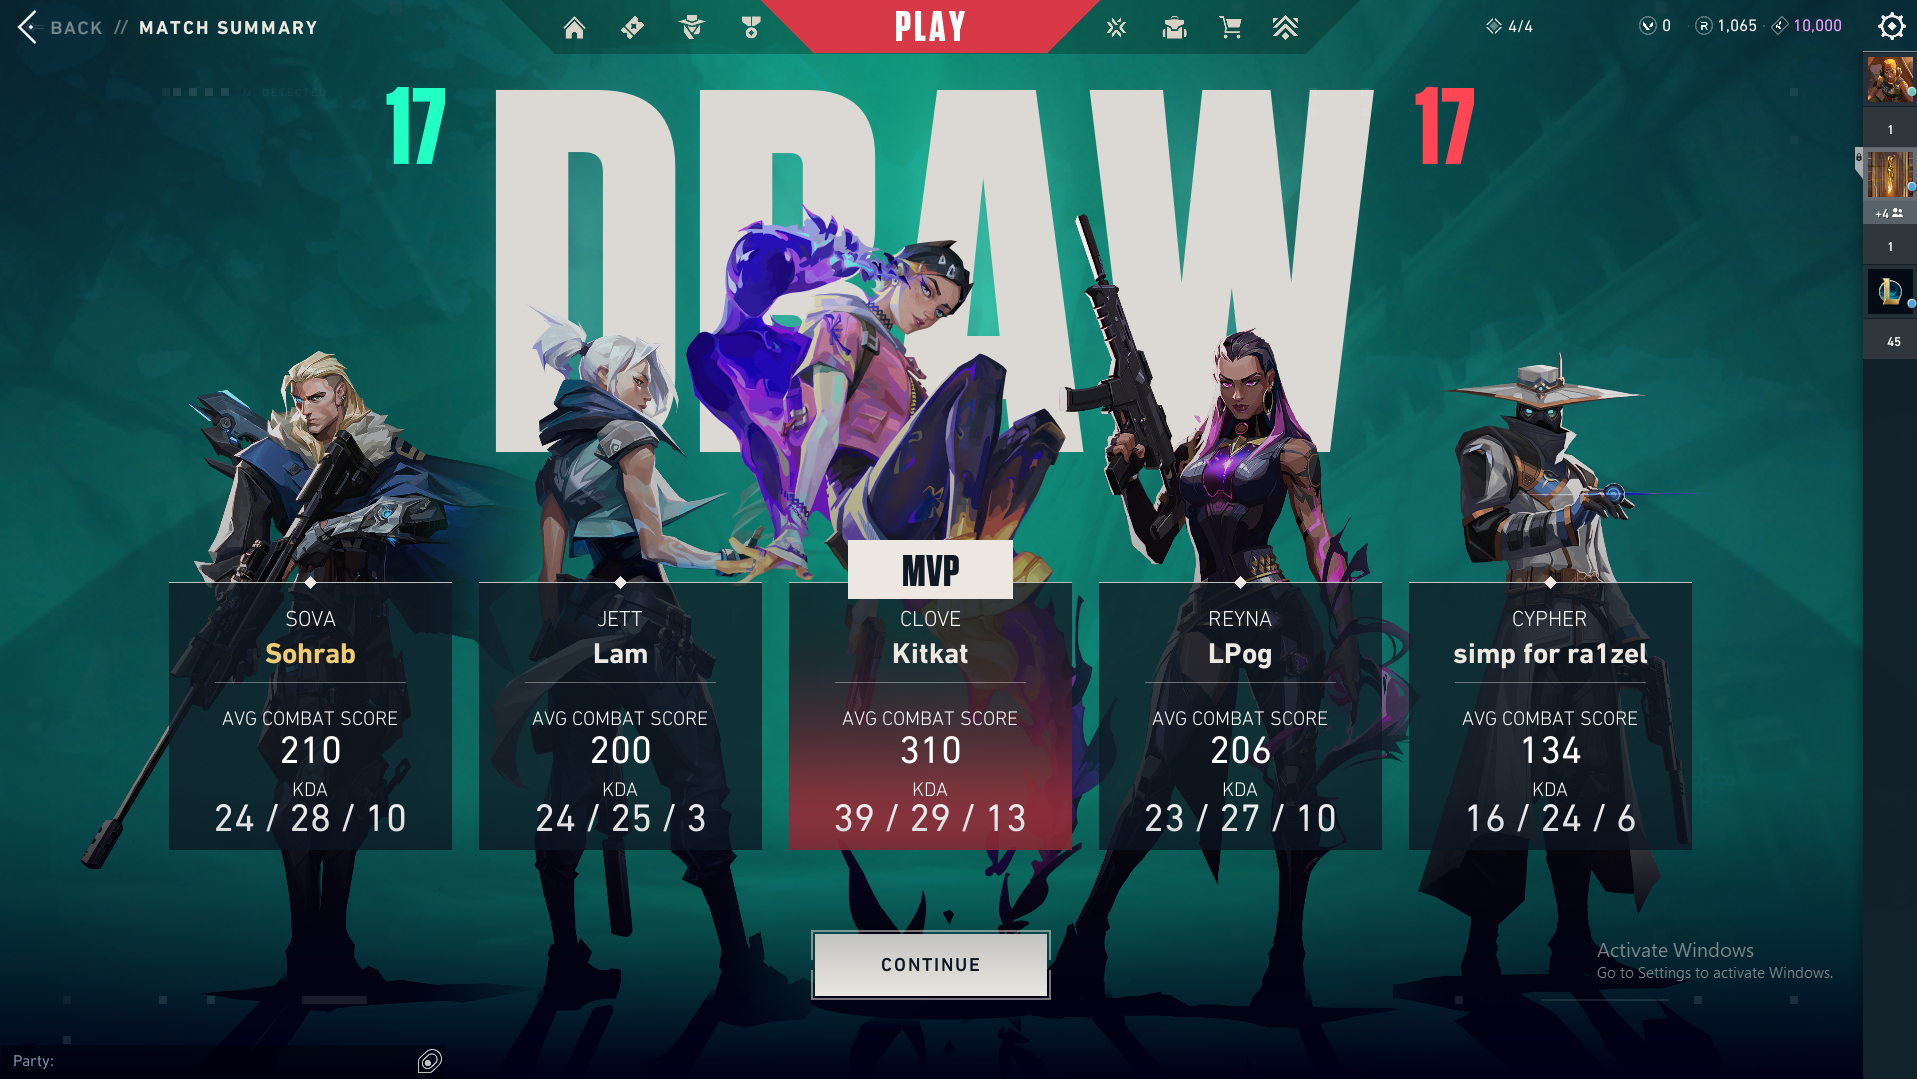 BACK // MATCH SUMMARY
PLAY
4/4
0
1,065
10,000
// DETECTED
17
DRAW
17
1
+4
1
45
MVP
SOVA
Sohrab
AVG COMBAT SCORE
210
KDA
24 / 28 / 10
JETT
Lam
AVG COMBAT SCORE
200
KDA
24 / 25 / 3
CLOVE
Kitkat
AVG COMBAT SCORE
310
KDA
39 / 29 / 13
REYNA
LPog
AVG COMBAT SCORE
206
KDA
23 / 27 / 10
CYPHER
simp for ra1zel
AVG COMBAT SCORE
134
KDA
16 / 24 / 6
CONTINUE
Activate Windows
Go to Settings to activate Windows.
Party: